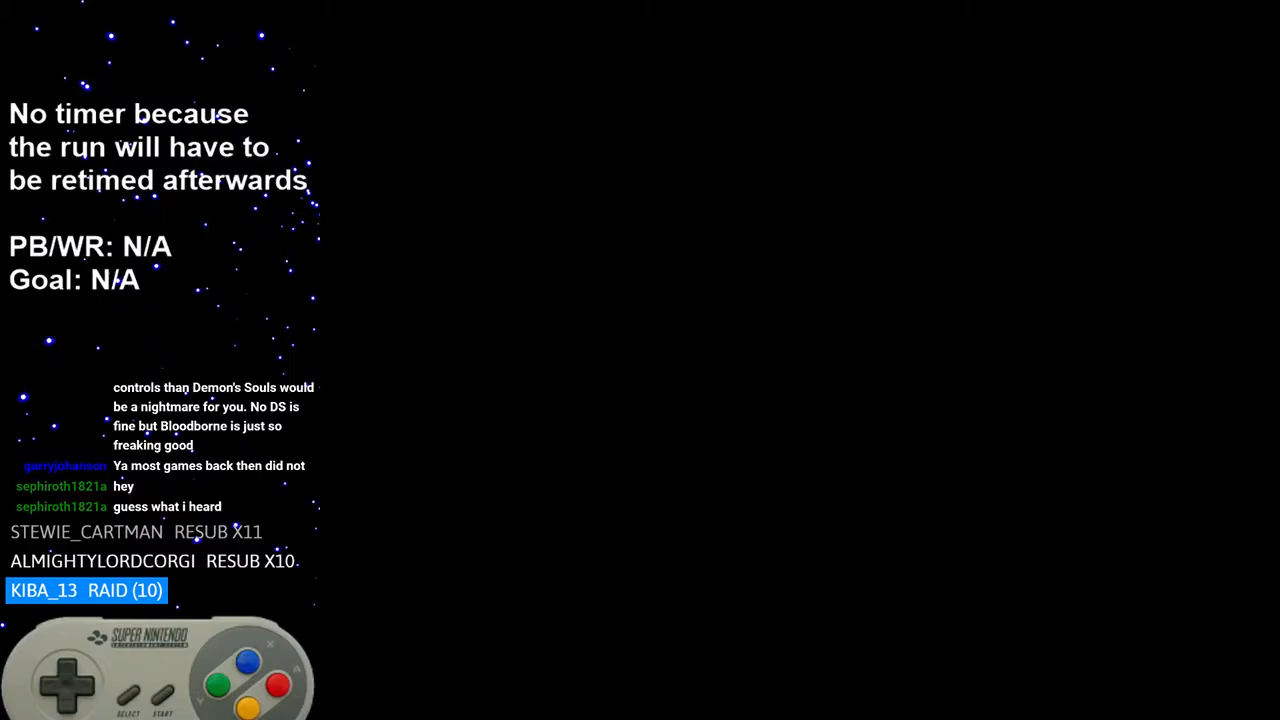 No timer because
the run will have to
be retimed afterwards
PB/WR: N/A
Goal: N/A
controls than Demon's Souls would
be a nightmare for you. No DS is
fine but Bloodborne is just so
freaking good
garryjohanson Ya most games back then did not
sephiroth1821a hey
sephiroth1821a guess what i heard
STEWIE_CARTMAN RESUB X11
ALMIGHTYLORDCORGI RESUB X10
KIBA_13 RAID (10)
SUPER NINTENDO
ENTERTAINMENT SYSTEM
X
A
Y
SELECT START